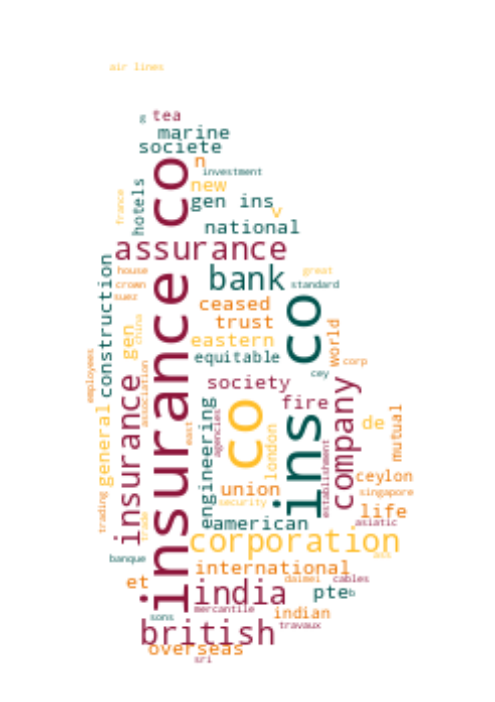 air lines
g tea
marine
societe
n
investment
new
france
hotels
gen ins
v
national
insurance co
assurance
house
bank
great
crown
standard
suez
ceased
ins co
construction
trust
gen
china
eastern
world
equitable
corp
cey
employees
association
insurance
society
company
fire
co
engineering
agencies
east
general
london
de
mutual
establishment
ceylon
union
singapore
security
trading
trade
life
american
asiatic
corporation
banque
international
et
daimei
cables
india
pte
b
mercantile
indian
sons
travaux
british
overseas
sri